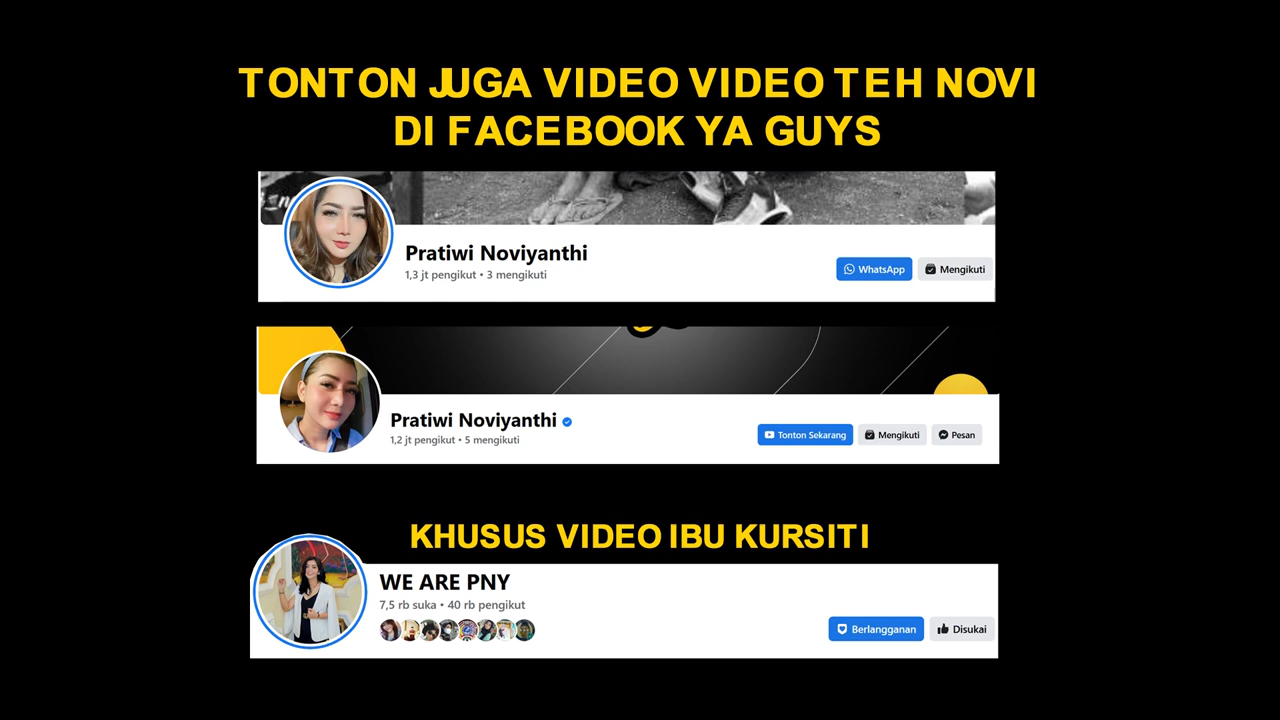 TONTON JUGA VIDEO VIDEO TEH NOVI
DI FACEBOOK YA GUYS
Pratiwi Noviyanthi
1,3 jt pengikut • 3 mengikuti
WhatsApp
Mengikuti
Pratiwi Noviyanthi
1,2 jt pengikut • 5 mengikuti
Tonton Sekarang
Mengikuti
Pesan
KHUSUS VIDEO IBU KURSITI
WE ARE PNY
7,5 rb suka • 40 rb pengikut
Berlangganan
Disukai